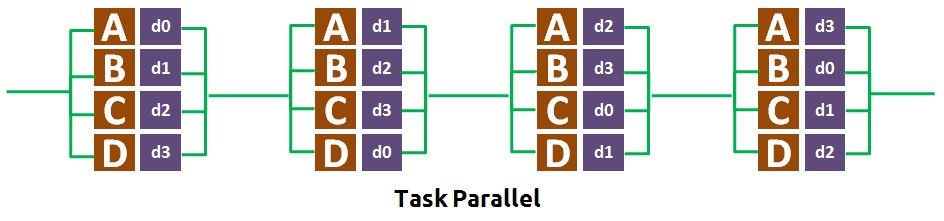 A d0 A d1 A d2 A d3
B d1 B d2 B d3 B d0
C d2 C d3 C d0 C d1
D d3 D d0 D d1 D d2
Task Parallel